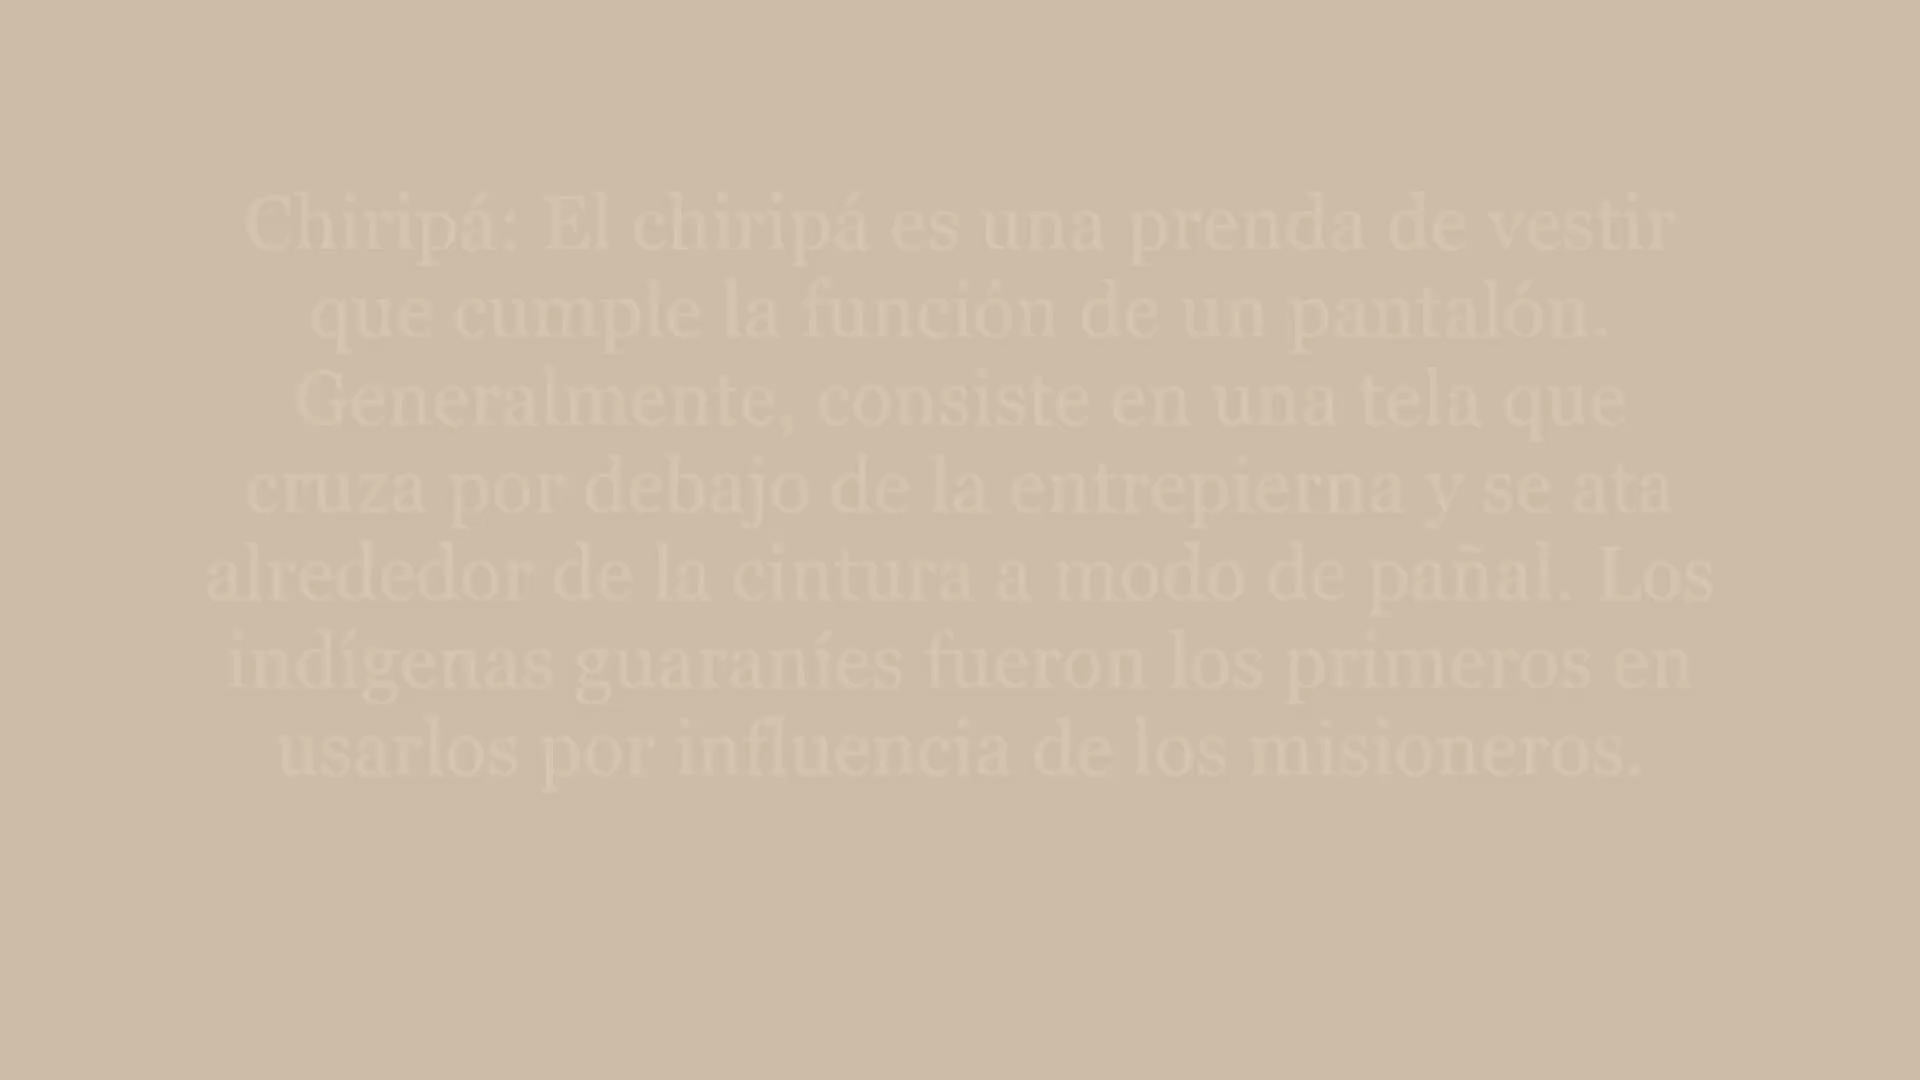 Chiripá: El chiripá es una prenda de vestir
que cumple la función de un pantalón.
Generalmente, consiste en una tela que
cruza por debajo de la entrepierna y se ata
alrededor de la cintura a modo de pañal. Los
indígenas guaraníes fueron los primeros en
usarlos por influencia de los misioneros.